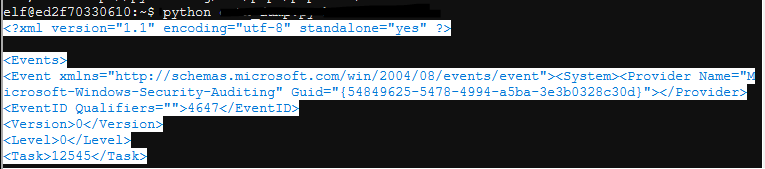 elf@ed2f70330610:~$ python
<?xml version="1.1" encoding="utf-8" standalone="yes" ?>
<Events>
<Event xmlns="http://schemas.microsoft.com/win/2004/08/events/event"><System><Provider Name="M
icrosoft-Windows-Security-Auditing" Guid="{54849625-5478-4994-a5ba-3e3b0328c30d}"></Provider>
<EventID Qualifiers="">4647</EventID>
<Version>0</Version>
<Level>0</Level>
<Task>12545</Task>